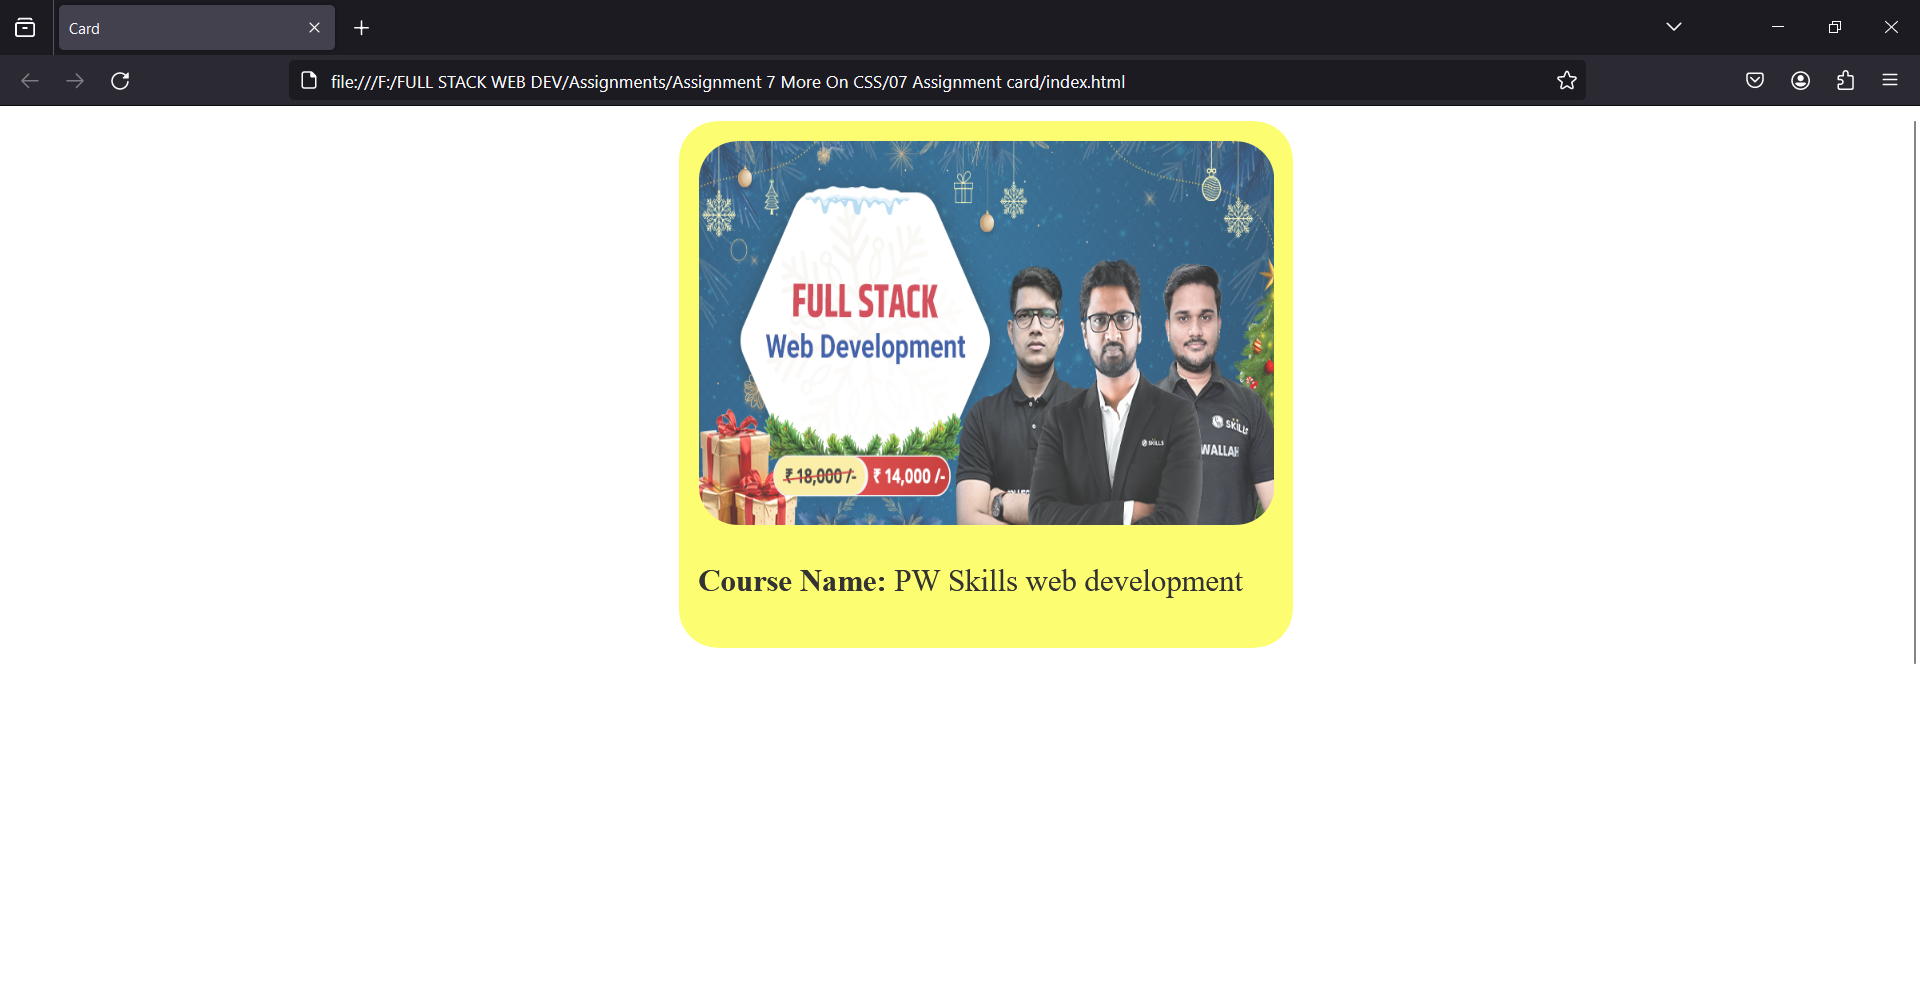 Card
file:///F:/FULL STACK WEB DEV/Assignments/Assignment 7 More On CSS/07 Assignment card/index.html
FULL STACK
Web Development
SKILLS
SKILLS
WALLAH
₹ 18,000 /- ₹ 14,000 /-
Course Name: PW Skills web development